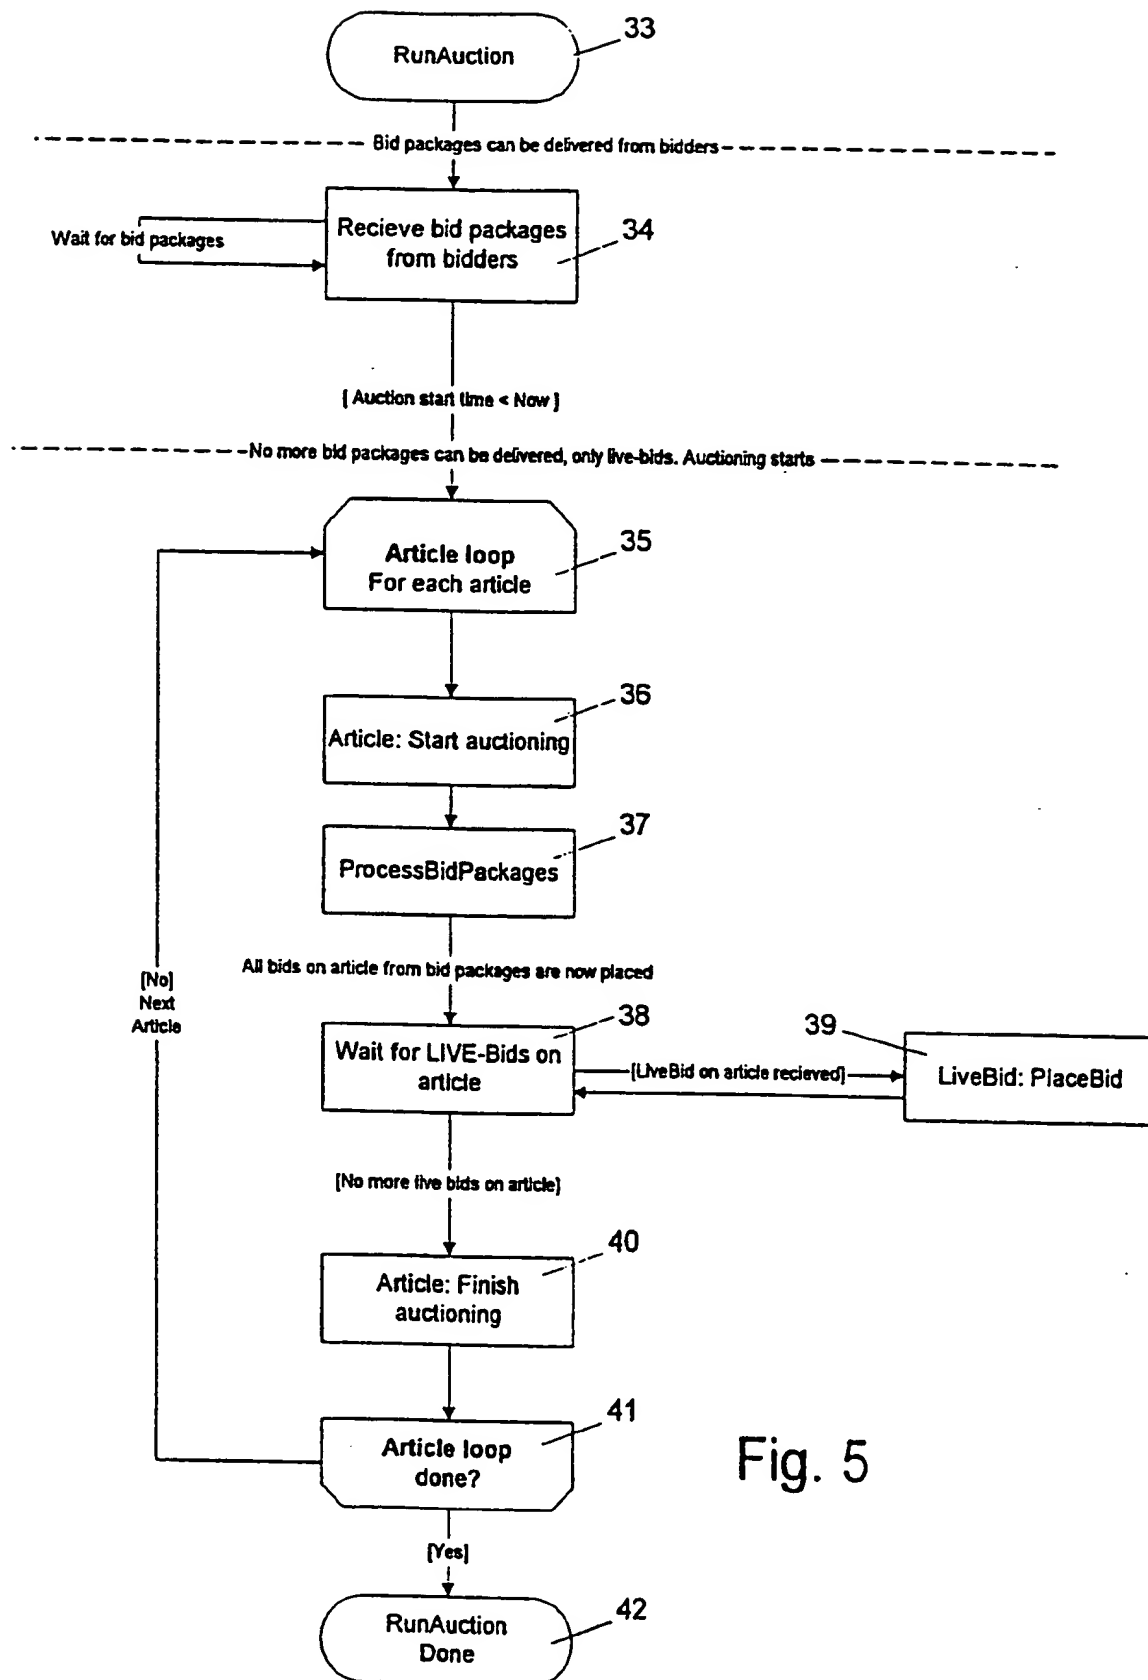 33
RunAuction
Bid packages can be delivered from bidders
Recieve bid packages
from bidders
34
Wait for bid packages
[ Auction start time < Now ]
No more bid packages can be delivered, only live-bids. Auctioning starts
35
Article loop
For each article
36
Article: Start auctioning
37
ProcessBidPackages
All bids on article from bid packages are now placed
[No]
Next
Article
38
Wait for LIVE-Bids on
article
[LiveBid on article recieved]
39
LiveBid: PlaceBid
[No more live bids on article]
40
Article: Finish
auctioning
41
Article loop
done?
Fig. 5
[Yes]
RunAuction
Done
42